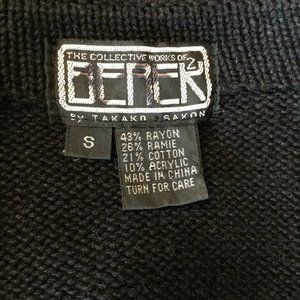 THE COLLECTIVE WORKS OF
BEREK 2
BY TAKAKO SAKON
S
43% RAYON
26% RAMIE
21% COTTON
10% ACRYLIC
MADE IN CHINA
TURN FOR CARE